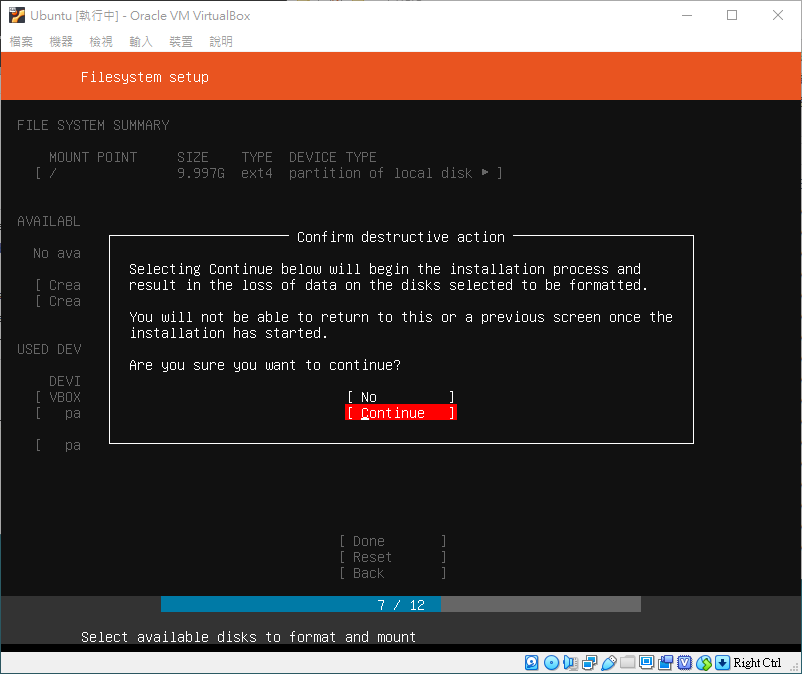 Ubuntu [執行中] - Oracle VM VirtualBox
檔案 機器 檢視 輸入 裝置 說明
Filesystem setup
FILE SYSTEM SUMMARY
MOUNT POINT SIZE TYPE DEVICE TYPE
[ / 9.997G ext4 partition of local disk ▸ ]
AVAILABL
No ava
[ Crea
[ Crea
USED DEV
DEVI
[ VBOX
[ pa
[ pa
Confirm destructive action
Selecting Continue below will begin the installation process and
result in the loss of data on the disks selected to be formatted.
You will not be able to return to this or a previous screen once the
installation has started.
Are you sure you want to continue?
[ No ]
[ Continue ]
[ Done ]
[ Reset ]
[ Back ]
7 / 12
Select available disks to format and mount
Right Ctrl